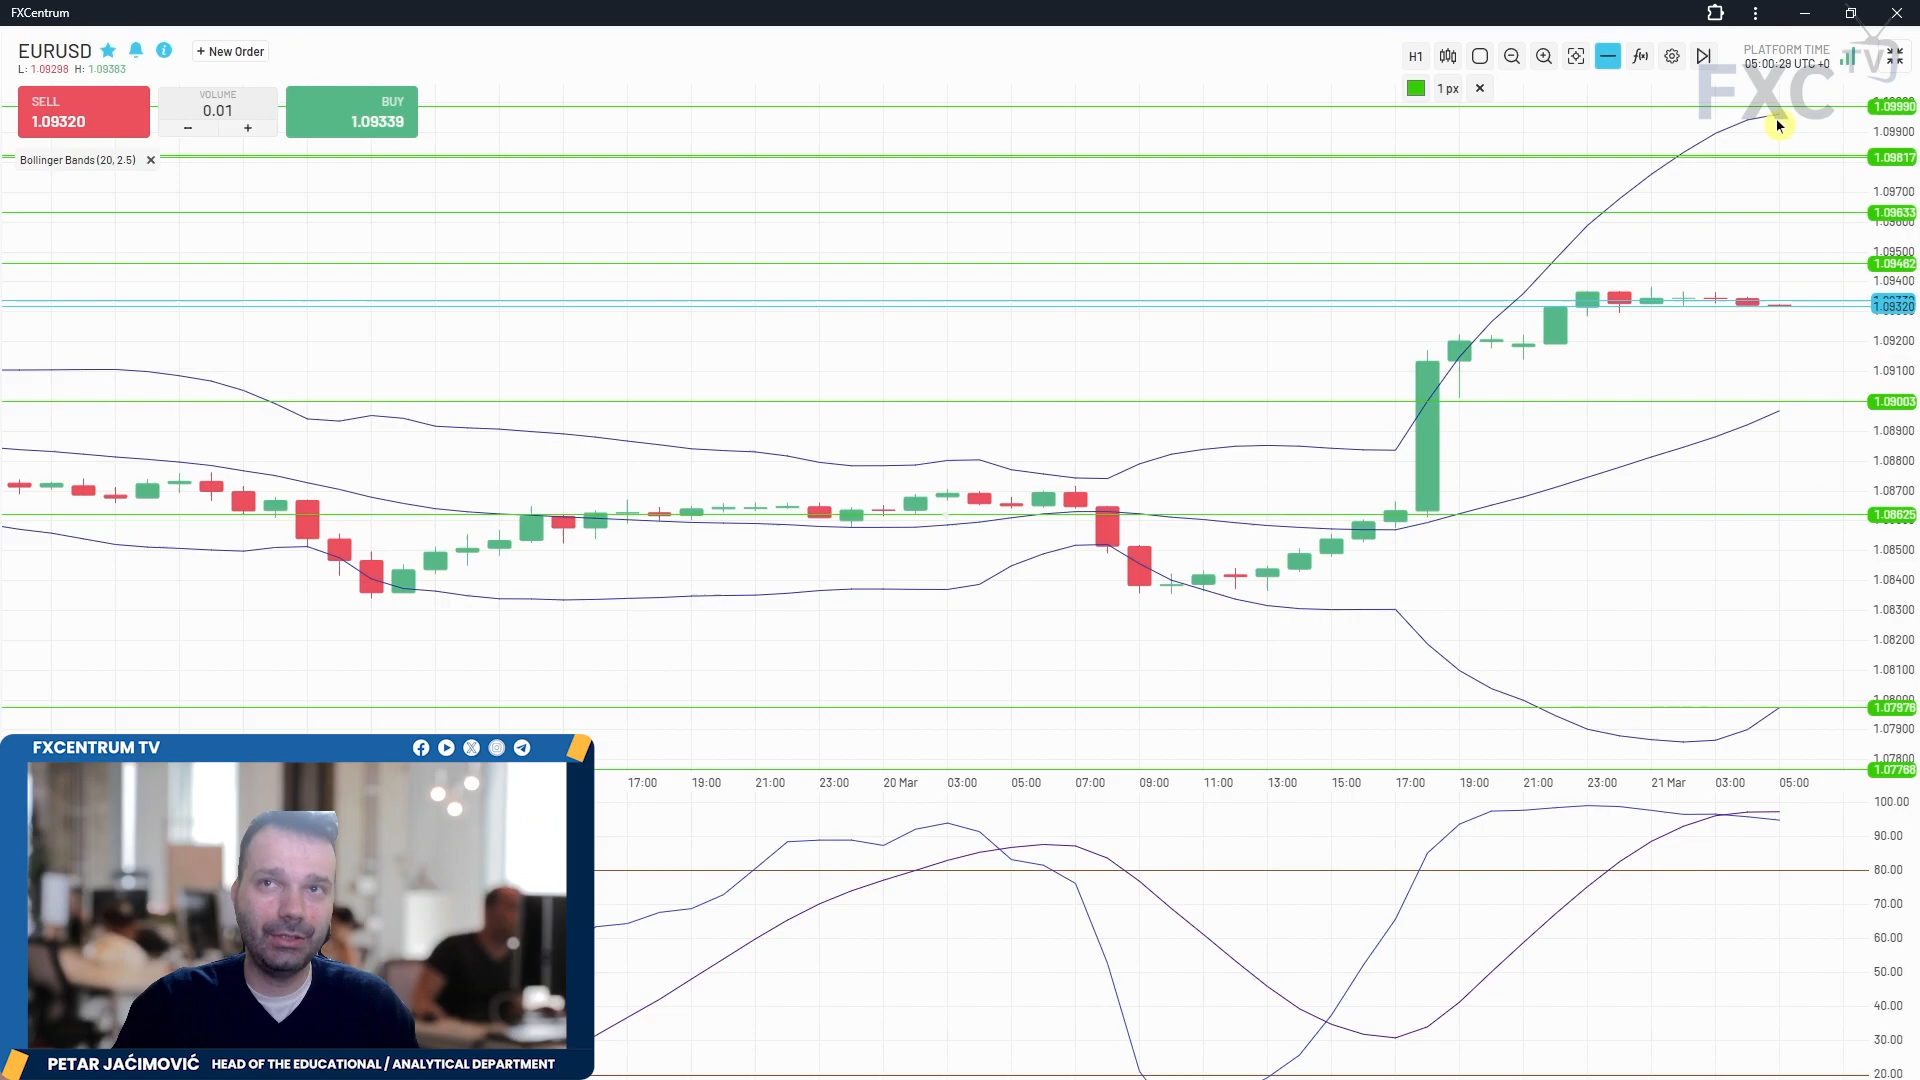 FXCentrum
EURUSD
+ New Order
L: 1.09298 H: 1.09383
SELL
1.09320
VOLUME
0.01
− +
BUY
1.09339
Bollinger Bands (20, 2.5) ×
H1
f(x)
PLATFORM TIME
05:00:29 UTC +0
1 px ×
FXC
TV
1.09990
1.09900
1.09817
1.09700
1.09633
1.09600
1.09500
1.09462
1.09400
1.09320
1.09200
1.09100
1.09003
1.08900
1.08800
1.08700
1.08625
1.08500
1.08400
1.08300
1.08200
1.08100
1.08000
1.07976
1.07900
1.07800
1.07768
17:00 19:00 21:00 23:00 20 Mar 03:00 05:00 07:00 09:00 11:00 13:00 15:00 17:00 19:00 21:00 23:00 21 Mar 03:00 05:00
100.00
90.00
80.00
70.00
60.00
50.00
40.00
30.00
20.00
FXCENTRUM TV
PETAR JAĆIMOVIĆ HEAD OF THE EDUCATIONAL / ANALYTICAL DEPARTMENT